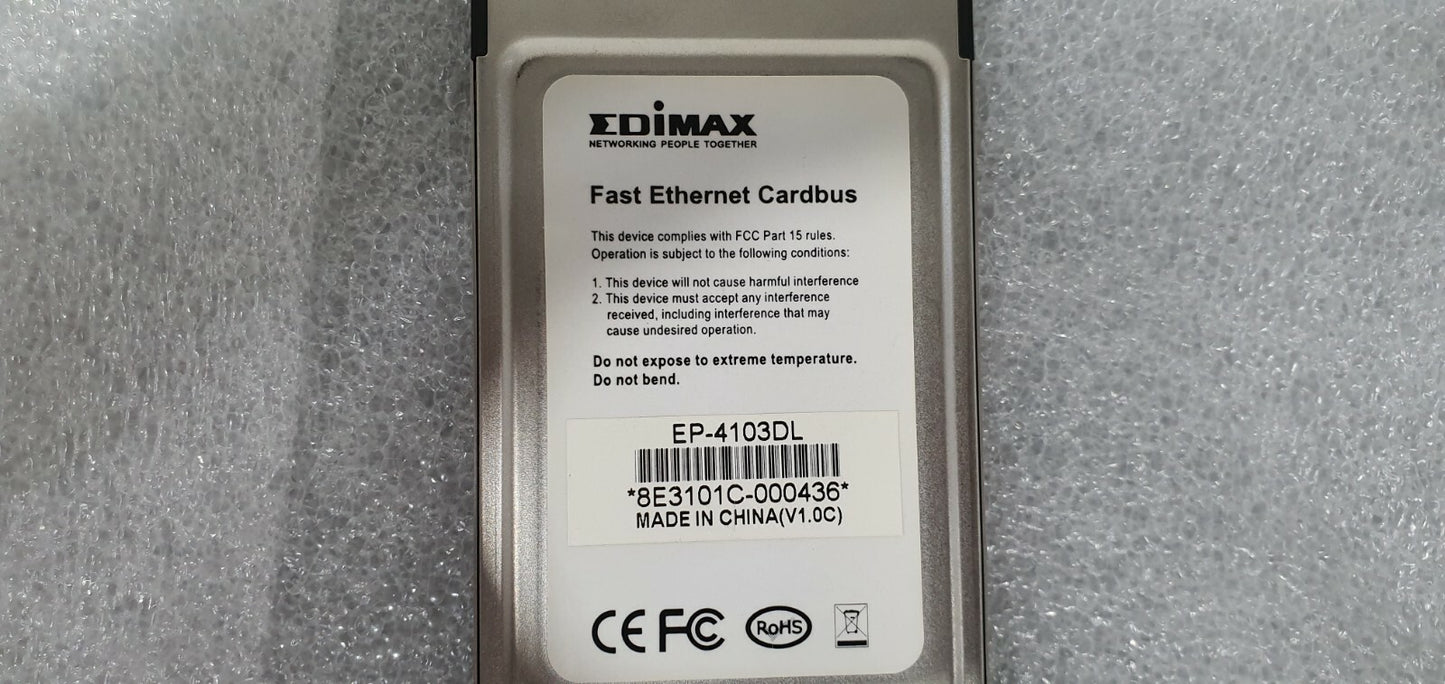 EDiMAX
NETWORKING PEOPLE TOGETHER
Fast Ethernet Cardbus
This device complies with FCC Part 15 rules.
Operation is subject to the following conditions:
1. This device will not cause harmful interference
2. This device must accept any interference
received, including interference that may
cause undesired operation.
Do not expose to extreme temperature.
Do not bend.
EP-4103DL
*8E3101C-000436*
MADE IN CHINA(V1.0C)
CE FC RoHS